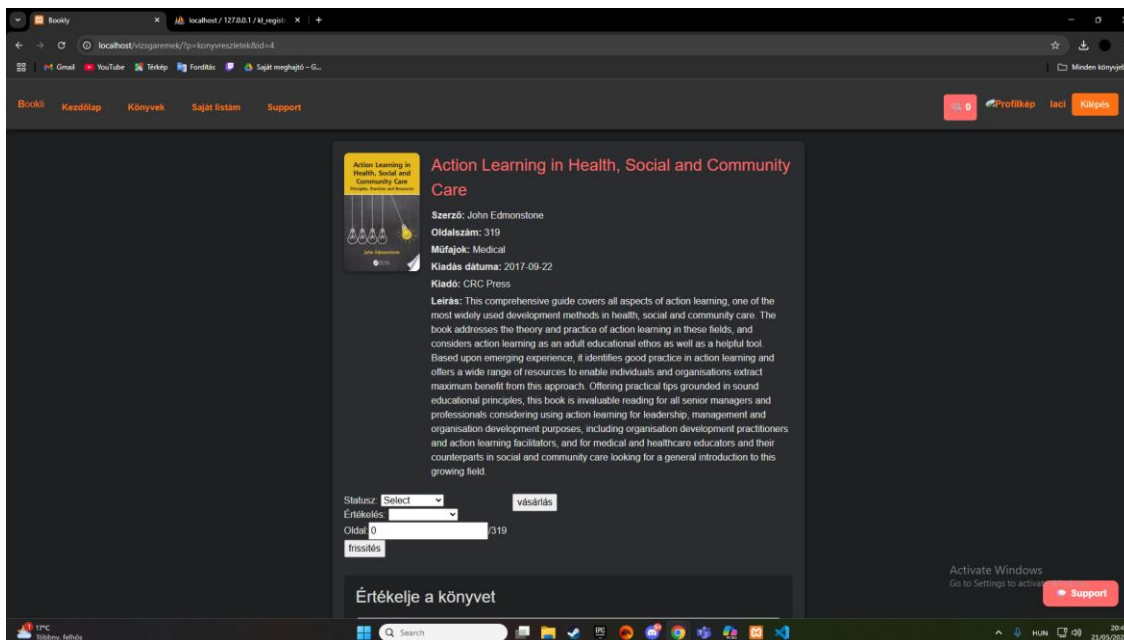 Bookly
localhost / 127.0.0.1 / kl_regist
localhost/vizsgaremek/?p=konyvreszletek&id=4
Gmail
YouTube
Térkép
Fordítás
Saját meghajtó – G...
Minden könyvjel
Bookli
Kezdőlap
Könyvek
Saját listám
Support
0
Profilkép
laci
Kilépés
Action Learning in
Health, Social and
Community Care
Principles, Practices and Resources
John Edmonstone
Action Learning in Health, Social and Community
Care
Szerző: John Edmonstone
Oldalszám: 319
Műfajok: Medical
Kiadás dátuma: 2017-09-22
Kiadó: CRC Press
Leírás: This comprehensive guide covers all aspects of action learning, one of the
most widely used development methods in health, social and community care. The
book addresses the theory and practice of action learning in these fields, and
considers action learning as an adult educational ethos as well as a helpful tool.
Based upon emerging experience, it identifies good practice in action learning and
offers a wide range of resources to enable individuals and organisations extract
maximum benefit from this approach. Offering practical tips grounded in sound
educational principles, this book is invaluable reading for all senior managers and
professionals considering using action learning for leadership, management and
organisation development purposes, including organisation development practitioners
and action learning facilitators, and for medical and healthcare educators and their
counterparts in social and community care looking for a general introduction to this
growing field.
Statusz: Select
vásárlás
Értékelés:
Oldal: 0 /319
frissítés
Értékelje a könyvet
Activate Windows
Go to Settings to activat
Support
17°C
Többny. felhős
Search
HUN
20:4
21/05/20